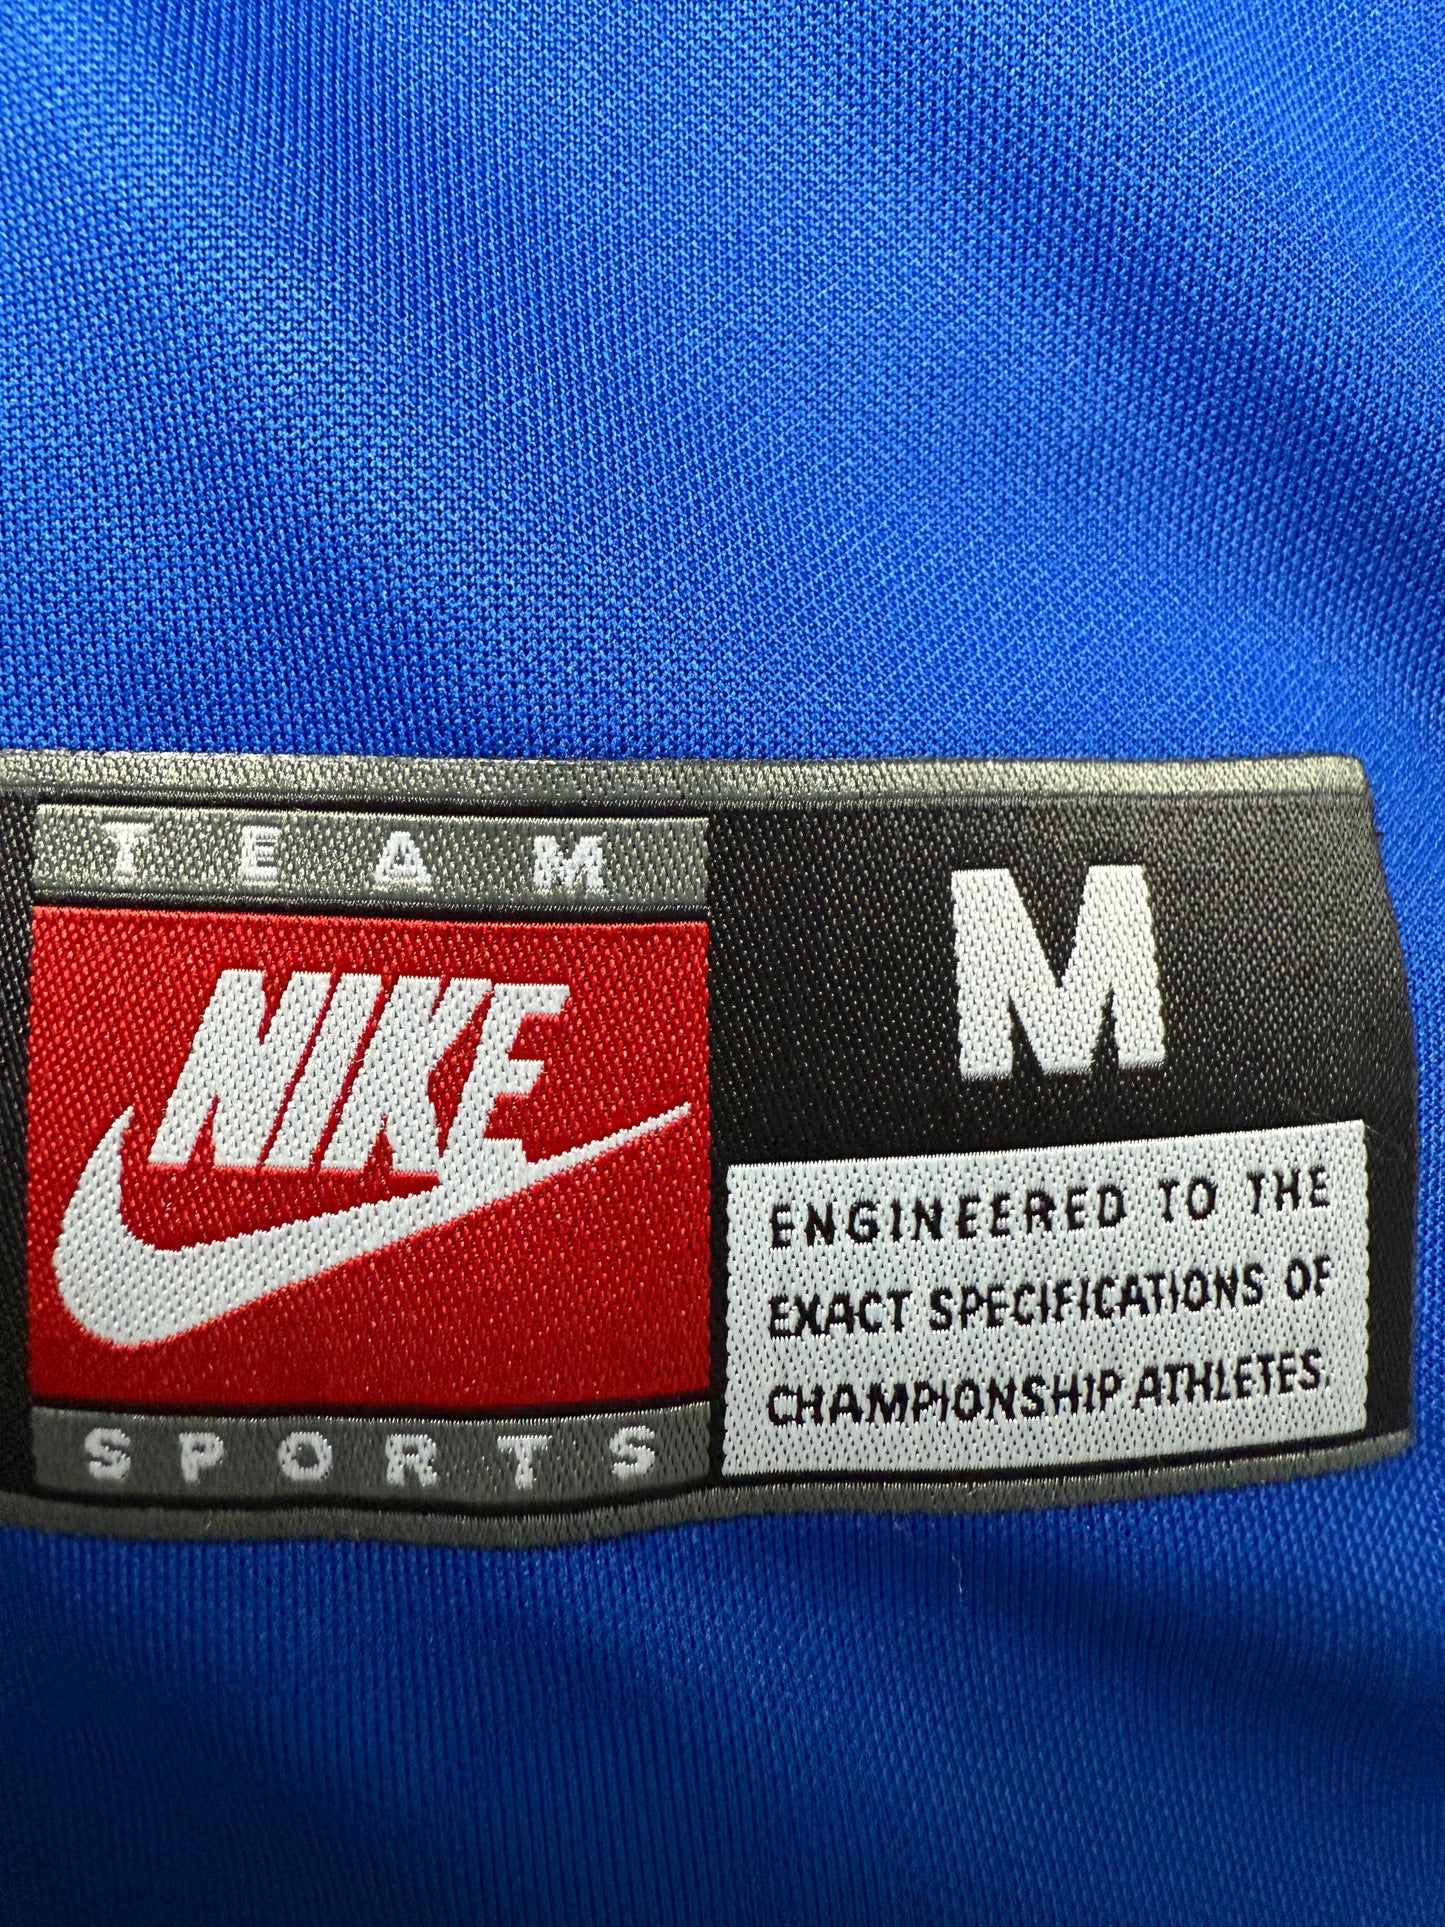 TEAM
NIKE
SPORTS
M
ENGINEERED TO THE
EXACT SPECIFICATIONS OF
CHAMPIONSHIP ATHLETES.